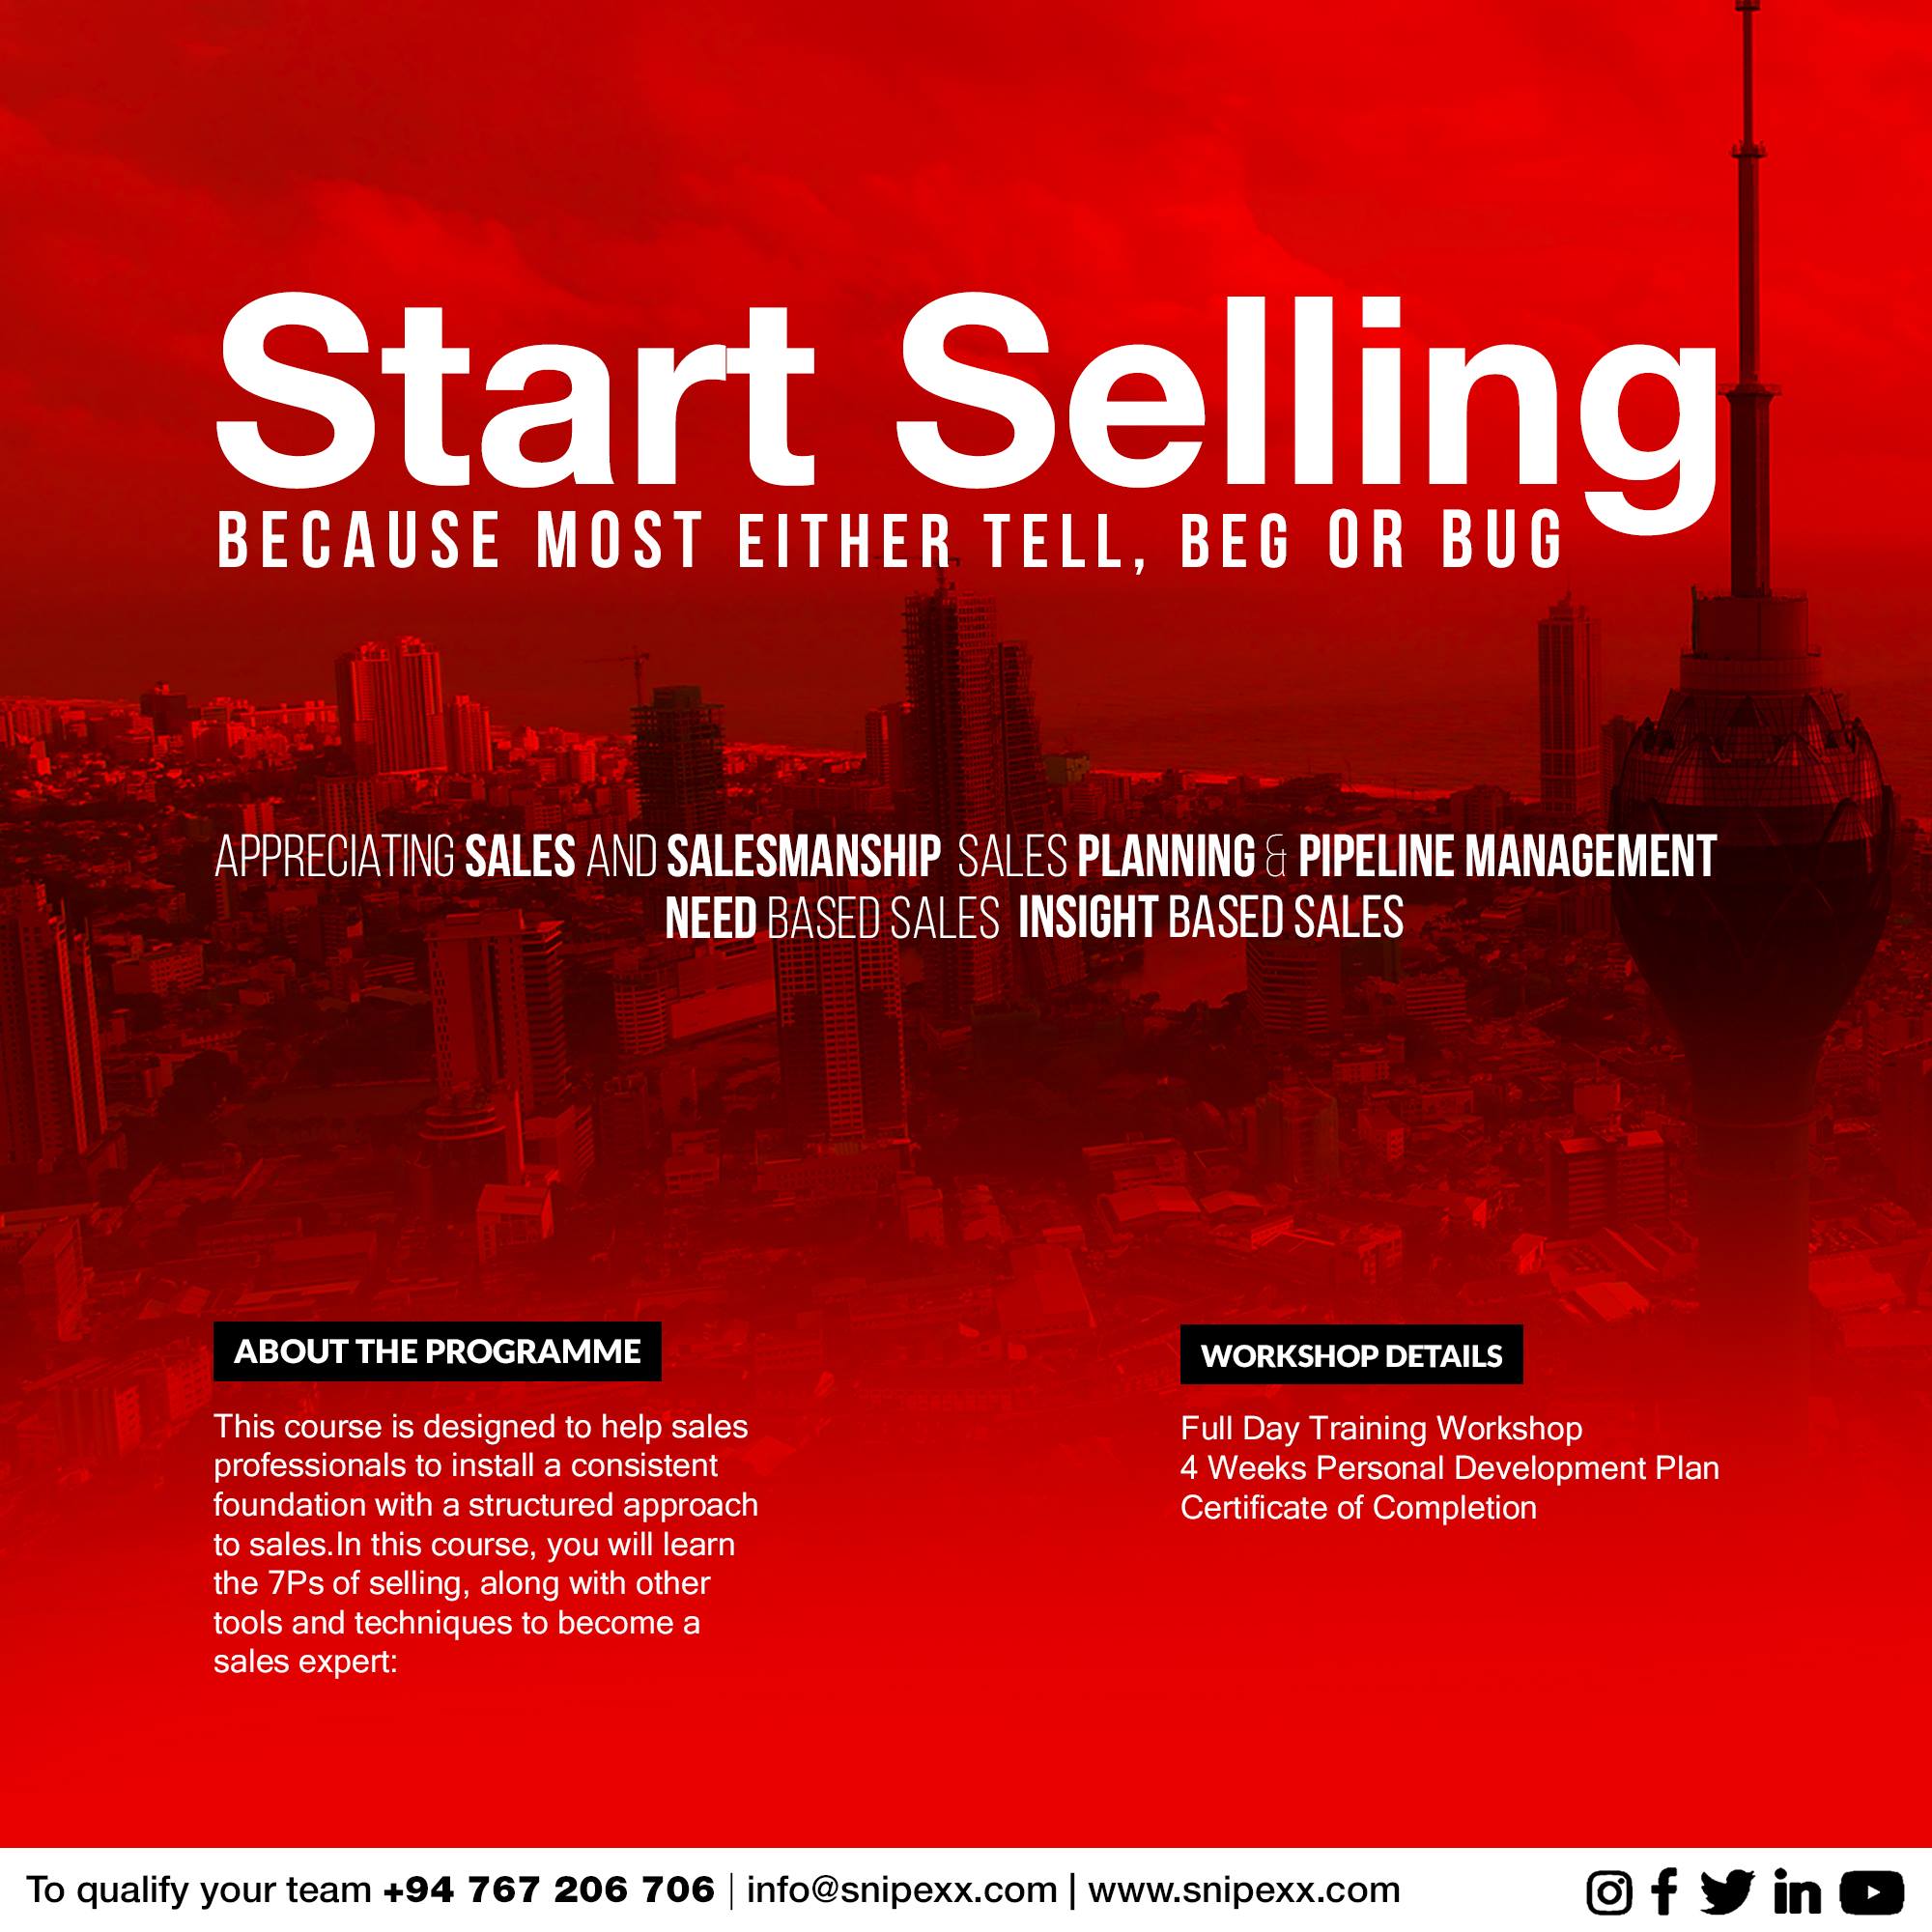 Start Selling
BECAUSE MOST EITHER TELL, BEG OR BUG
APPRECIATING SALES AND SALESMANSHIP SALES PLANNING & PIPELINE MANAGEMENT
NEED BASED SALES INSIGHT BASED SALES
ABOUT THE PROGRAMME
This course is designed to help sales
professionals to install a consistent
foundation with a structured approach
to sales.In this course, you will learn
the 7Ps of selling, along with other
tools and techniques to become a
sales expert:
WORKSHOP DETAILS
Full Day Training Workshop
4 Weeks Personal Development Plan
Certificate of Completion
To qualify your team +94 767 206 706 | info@snipexx.com | www.snipexx.com